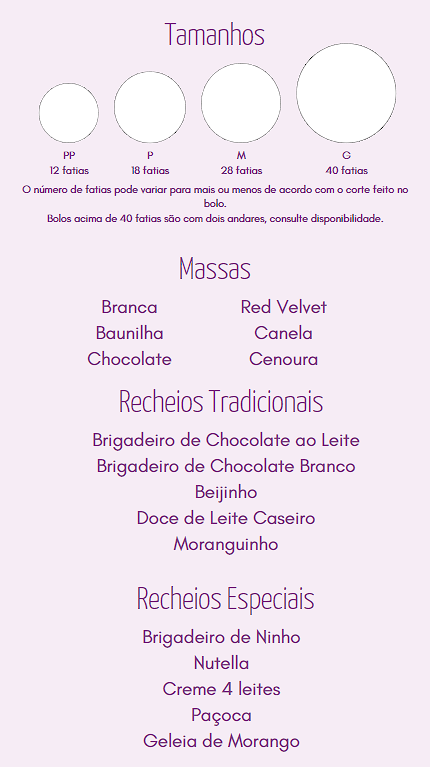 Tamanhos
PP P M G
12 fatias 18 fatias 28 fatias 40 fatias
O número de fatias pode variar para mais ou menos de acordo com o corte feito no
bolo.
Bolos acima de 40 fatias são com dois andares, consulte disponibilidade.
Massas
Branca Red Velvet
Baunilha Canela
Chocolate Cenoura
Recheios Tradicionais
Brigadeiro de Chocolate ao Leite
Brigadeiro de Chocolate Branco
Beijinho
Doce de Leite Caseiro
Moranguinho
Recheios Especiais
Brigadeiro de Ninho
Nutella
Creme 4 leites
Paçoca
Geleia de Morango